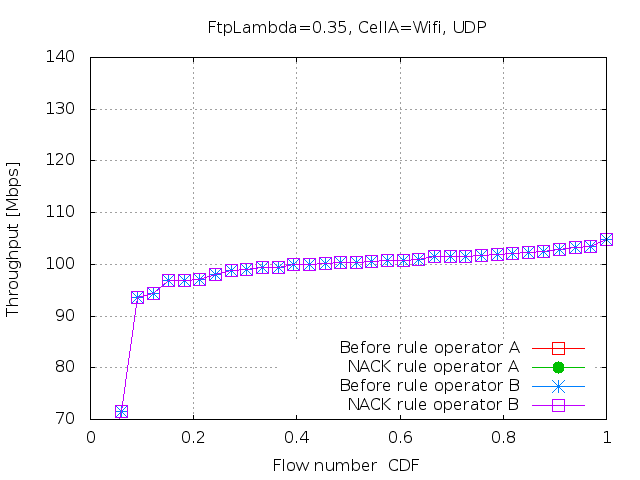 FtpLambda=0.35, CellA=Wifi, UDP
140
130
120
110
100
90
80
70
Throughput [Mbps]
Before rule operator A
NACK rule operator A
Before rule operator B
NACK rule operator B
0 0.2 0.4 0.6 0.8 1
Flow number  CDF